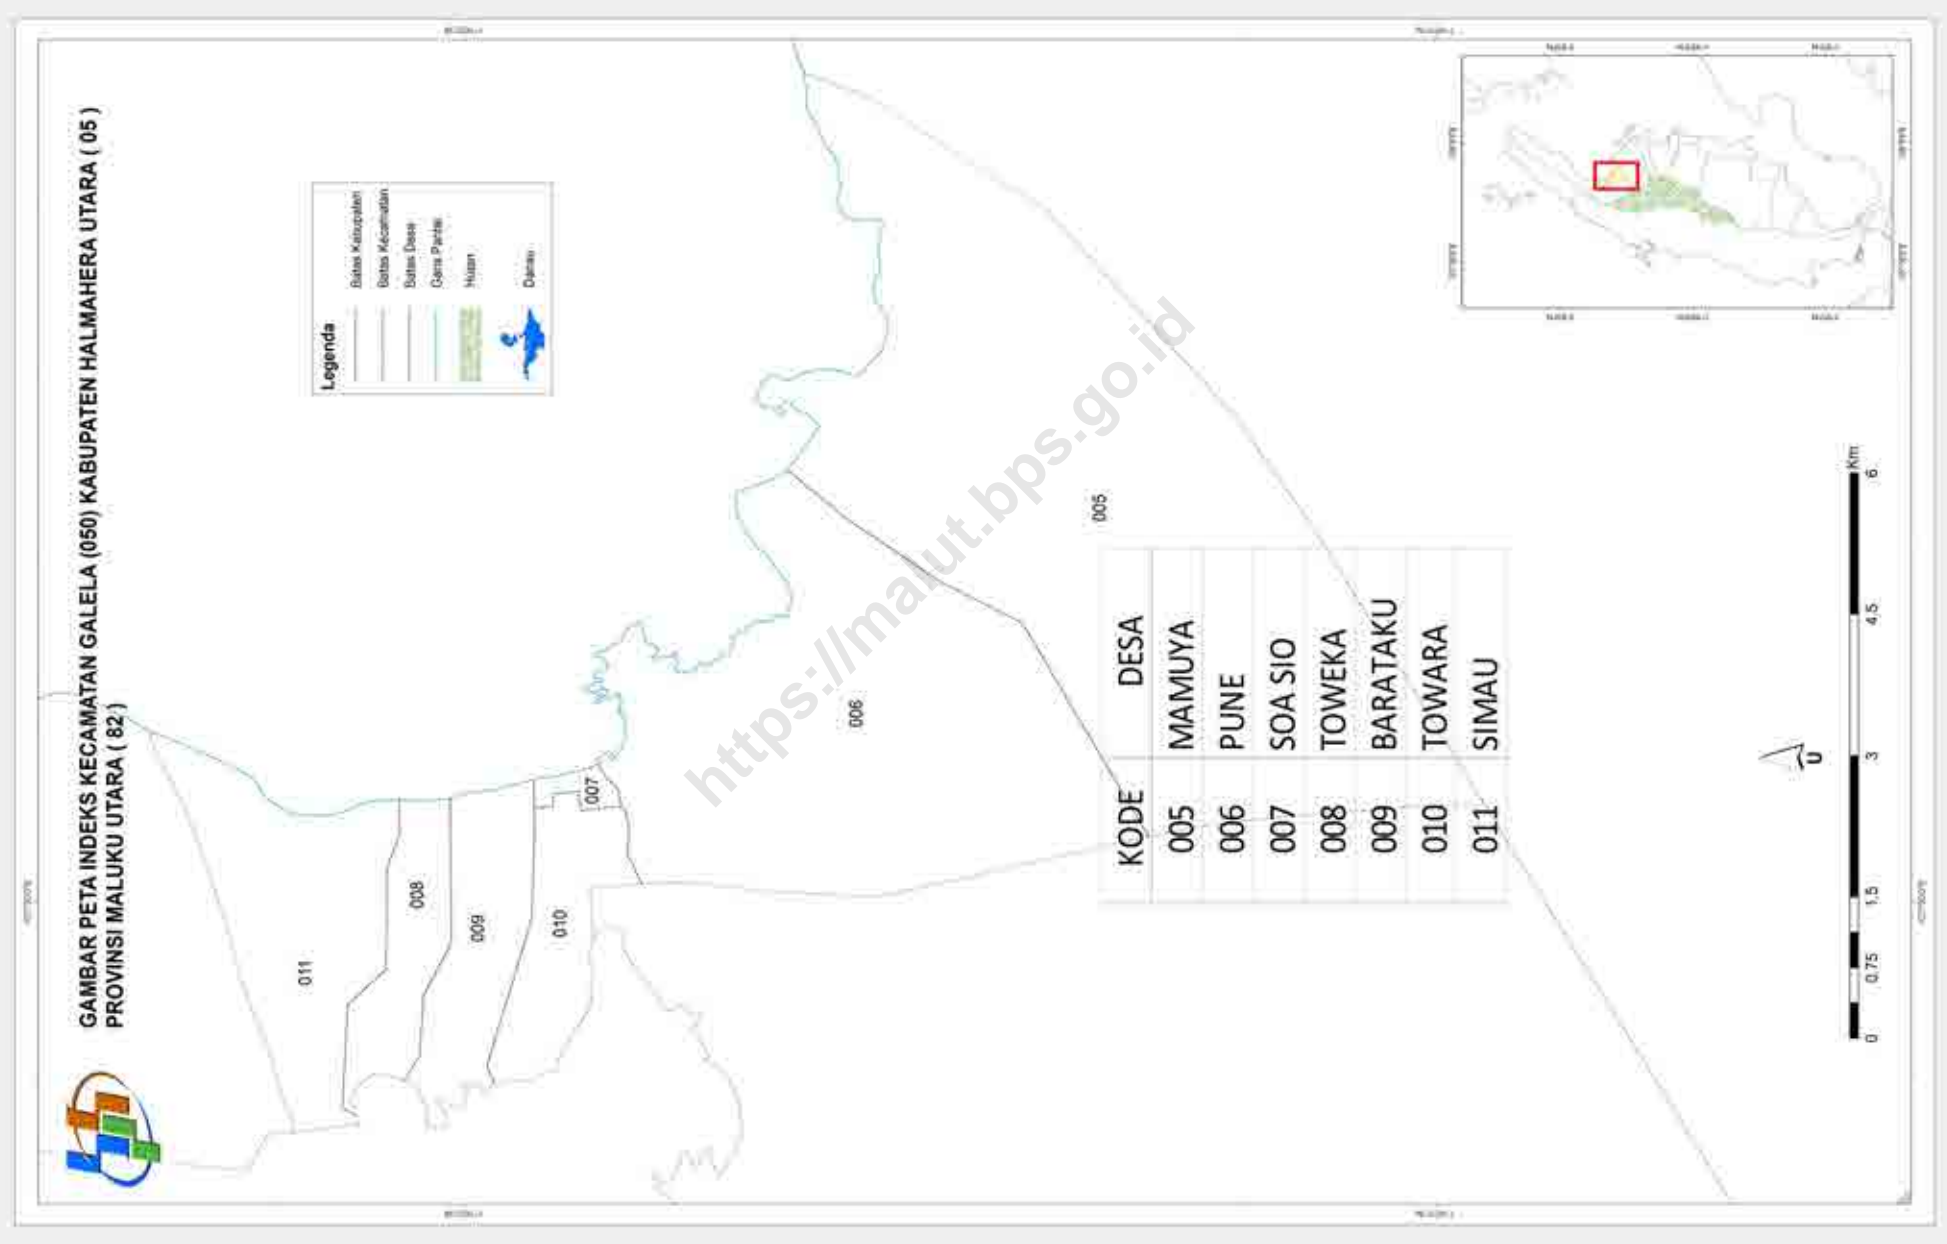 GAMBAR PETA INDEKS KECAMATAN GALELA (050) KABUPATEN HALMAHERA UTARA ( 05 )
PROVINSI MALUKU UTARA ( 82 )
Legenda
Batas Kabupaten
Batas Kecamatan
Batas Desa
Garis Pantai
Hutan
Danau
011
008
009
010
007
006
005
https://malut.bps.go.id
KODE DESA
005 MAMUYA
006 PUNE
007 SOA SIO
008 TOWEKA
009 BARATAKU
010 TOWARA
011 SIMAU
U
0 0.75 1.5 3 4.5 6
Km